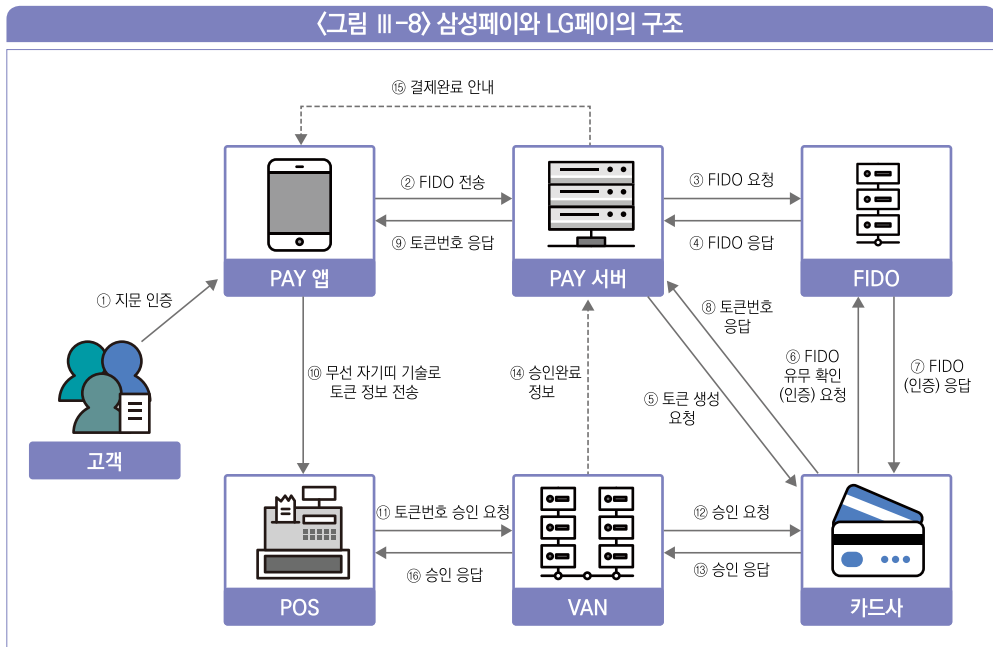 〈그림 Ⅲ-8〉 삼성페이와 LG페이의 구조
⑮ 결제완료 안내
② FIDO 전송
③ FIDO 요청
⑨ 토큰번호 응답
④ FIDO 응답
PAY 앱
PAY 서버
FIDO
① 지문 인증
⑧ 토큰번호
응답
⑩ 무선 자기띠 기술로
토큰 정보 전송
⑭ 승인완료
정보
⑤ 토큰 생성
요청
⑥ FIDO
유무 확인
(인증) 요청
⑦ FIDO
(인증) 응답
고객
⑪ 토큰번호 승인 요청
⑫ 승인 요청
⑯ 승인 응답
⑬ 승인 응답
POS
VAN
카드사